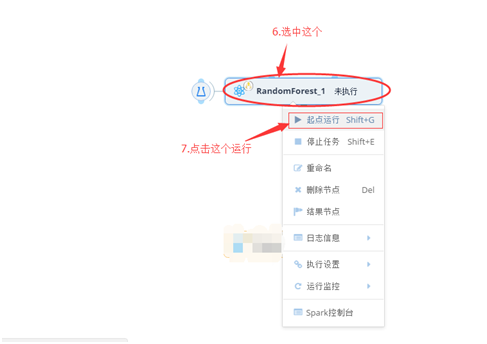 6.选中这个
RandomForest_1 未执行
起点运行 Shift+G
7.点击这个运行
停止任务 Shift+E
重命名
删除节点 Del
结果节点
日志信息
执行设置
运行监控
Spark控制台